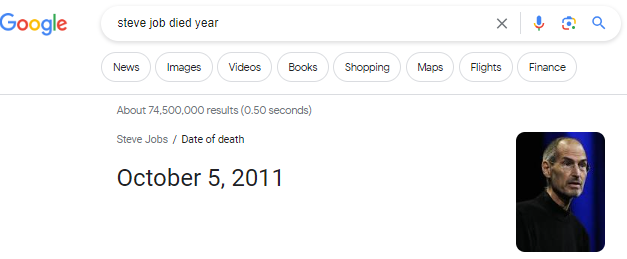 Google steve job died year
News Images Videos Books Shopping Maps Flights Finance
About 74,500,000 results (0.50 seconds)
Steve Jobs / Date of death
October 5, 2011